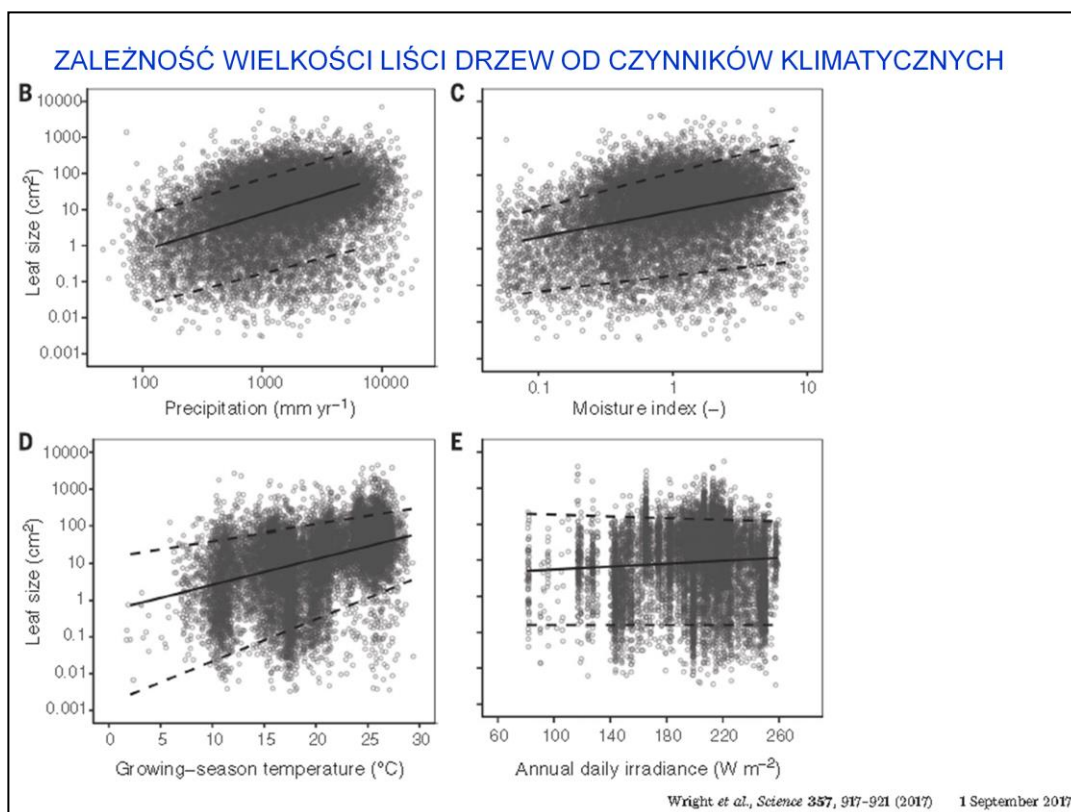 ZALEŻNOŚĆ WIELKOŚCI LIŚCI DRZEW OD CZYNNIKÓW KLIMATYCZNYCH
B
10000
1000
100
10
1
0.1
0.01
0.001
Leaf size (cm²)
100 1000 10000
Precipitation (mm yr⁻¹)
C
0.1 1 10
Moisture index (–)
D
10000
1000
100
10
1
0.1
0.01
0.001
Leaf size (cm²)
0 5 10 15 20 25 30
Growing–season temperature (°C)
E
60 100 140 180 220 260
Annual daily irradiance (W m⁻²)
Wright et al., Science 357, 917–921 (2017) 1 September 2017